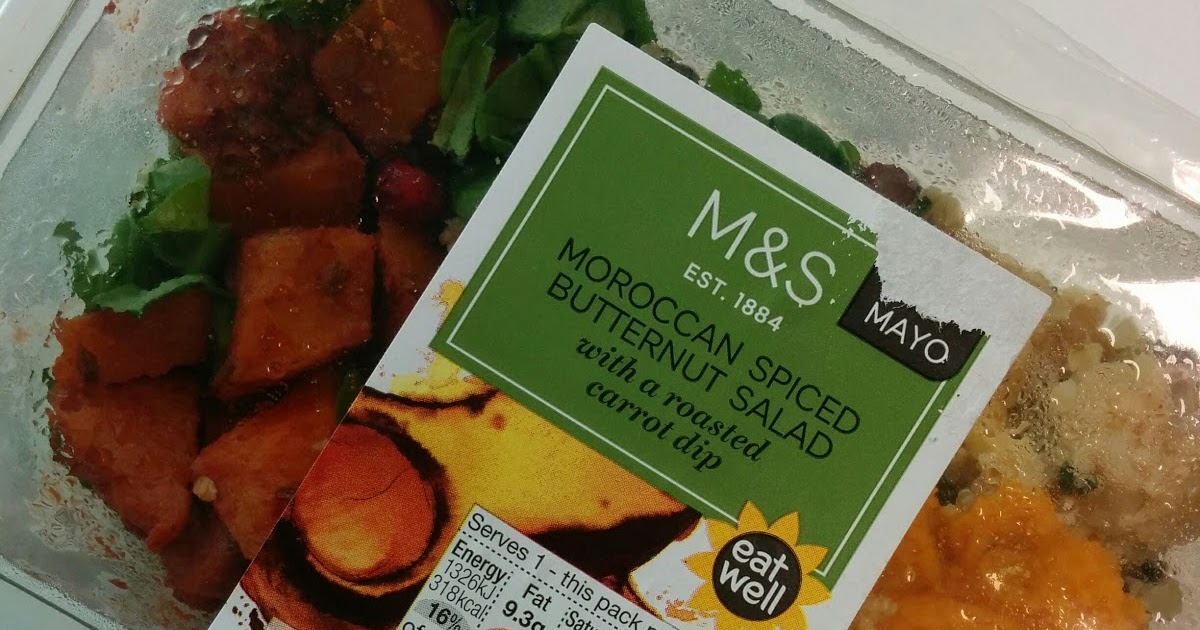 M&S
EST. 1884
MAYO
MOROCCAN SPICED
BUTTERNUT SALAD
with a roasted
carrot dip
eat
well
Serves 1 - this pack
Energy
1326kJ
318kcal
16%
Fat
9.3g